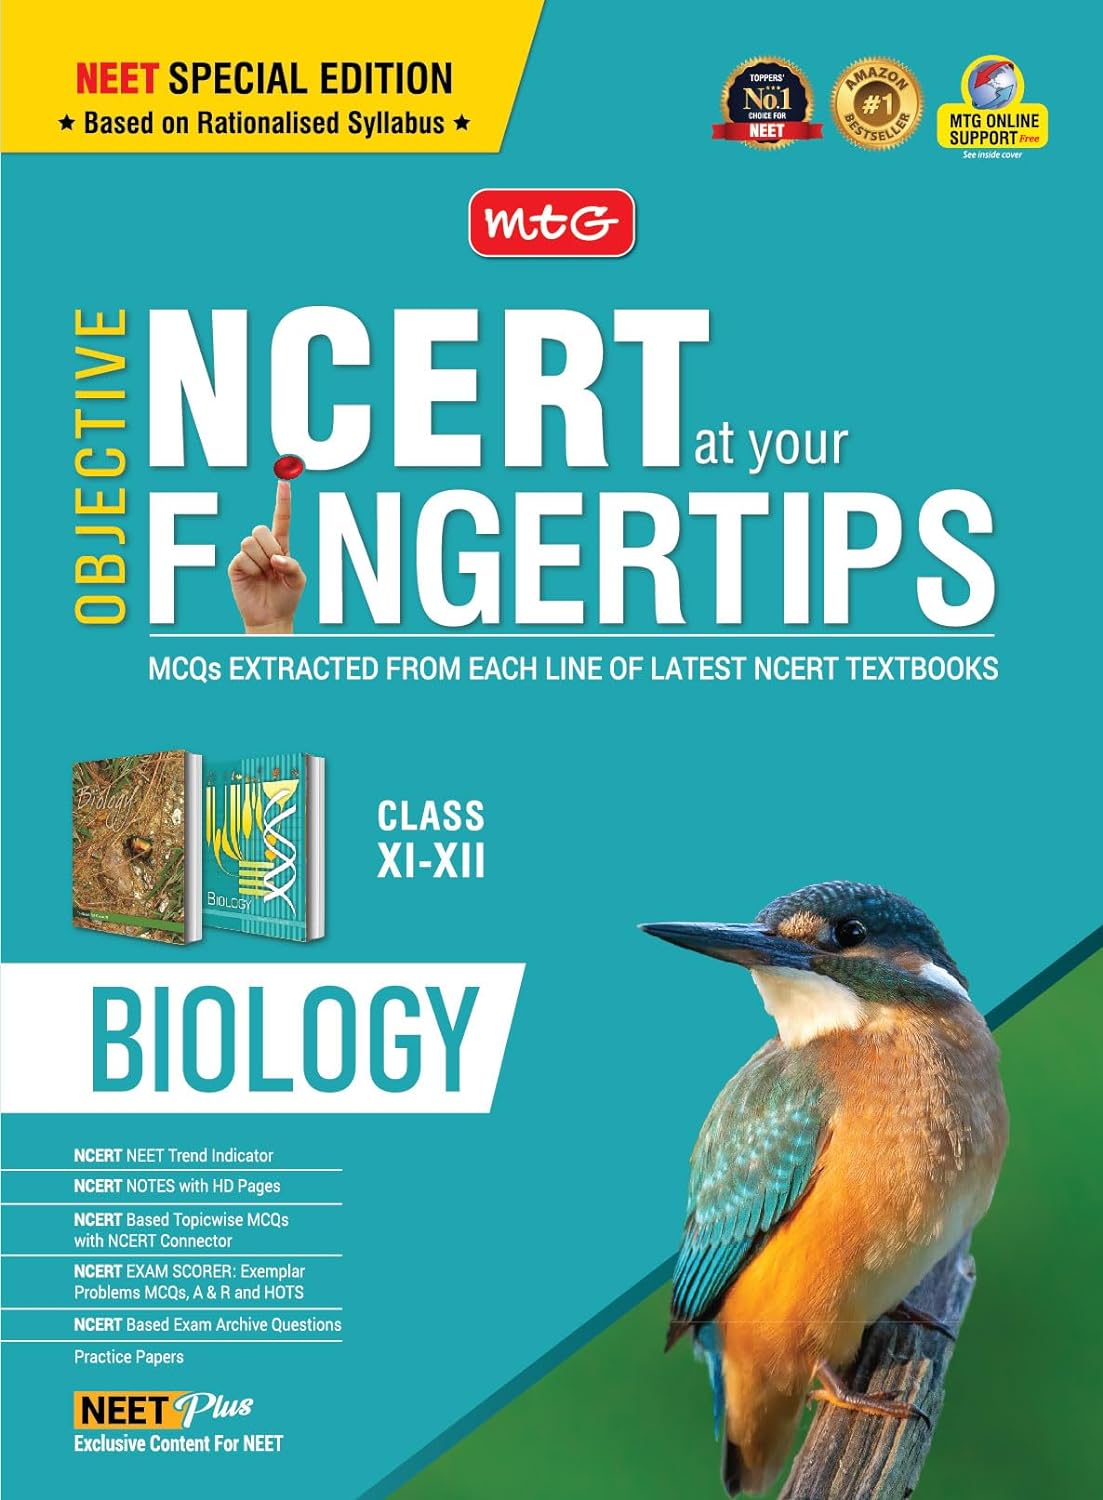 NEET SPECIAL EDITION
★ Based on Rationalised Syllabus ★
TOPPERS'
No.1
CHOICE FOR
NEET
AMAZON
#1
BESTSELLER
MTG ONLINE
SUPPORT Free
See inside cover
mtG
OBJECTIVE
NCERT
at your
FINGERTIPS
MCQs EXTRACTED FROM EACH LINE OF LATEST NCERT TEXTBOOKS
Biology
BIOLOGY
CLASS
XI-XII
BIOLOGY
NCERT NEET Trend Indicator
NCERT NOTES with HD Pages
NCERT Based Topicwise MCQs
with NCERT Connector
NCERT EXAM SCORER: Exemplar
Problems MCQs, A & R and HOTS
NCERT Based Exam Archive Questions
Practice Papers
NEET Plus
Exclusive Content For NEET